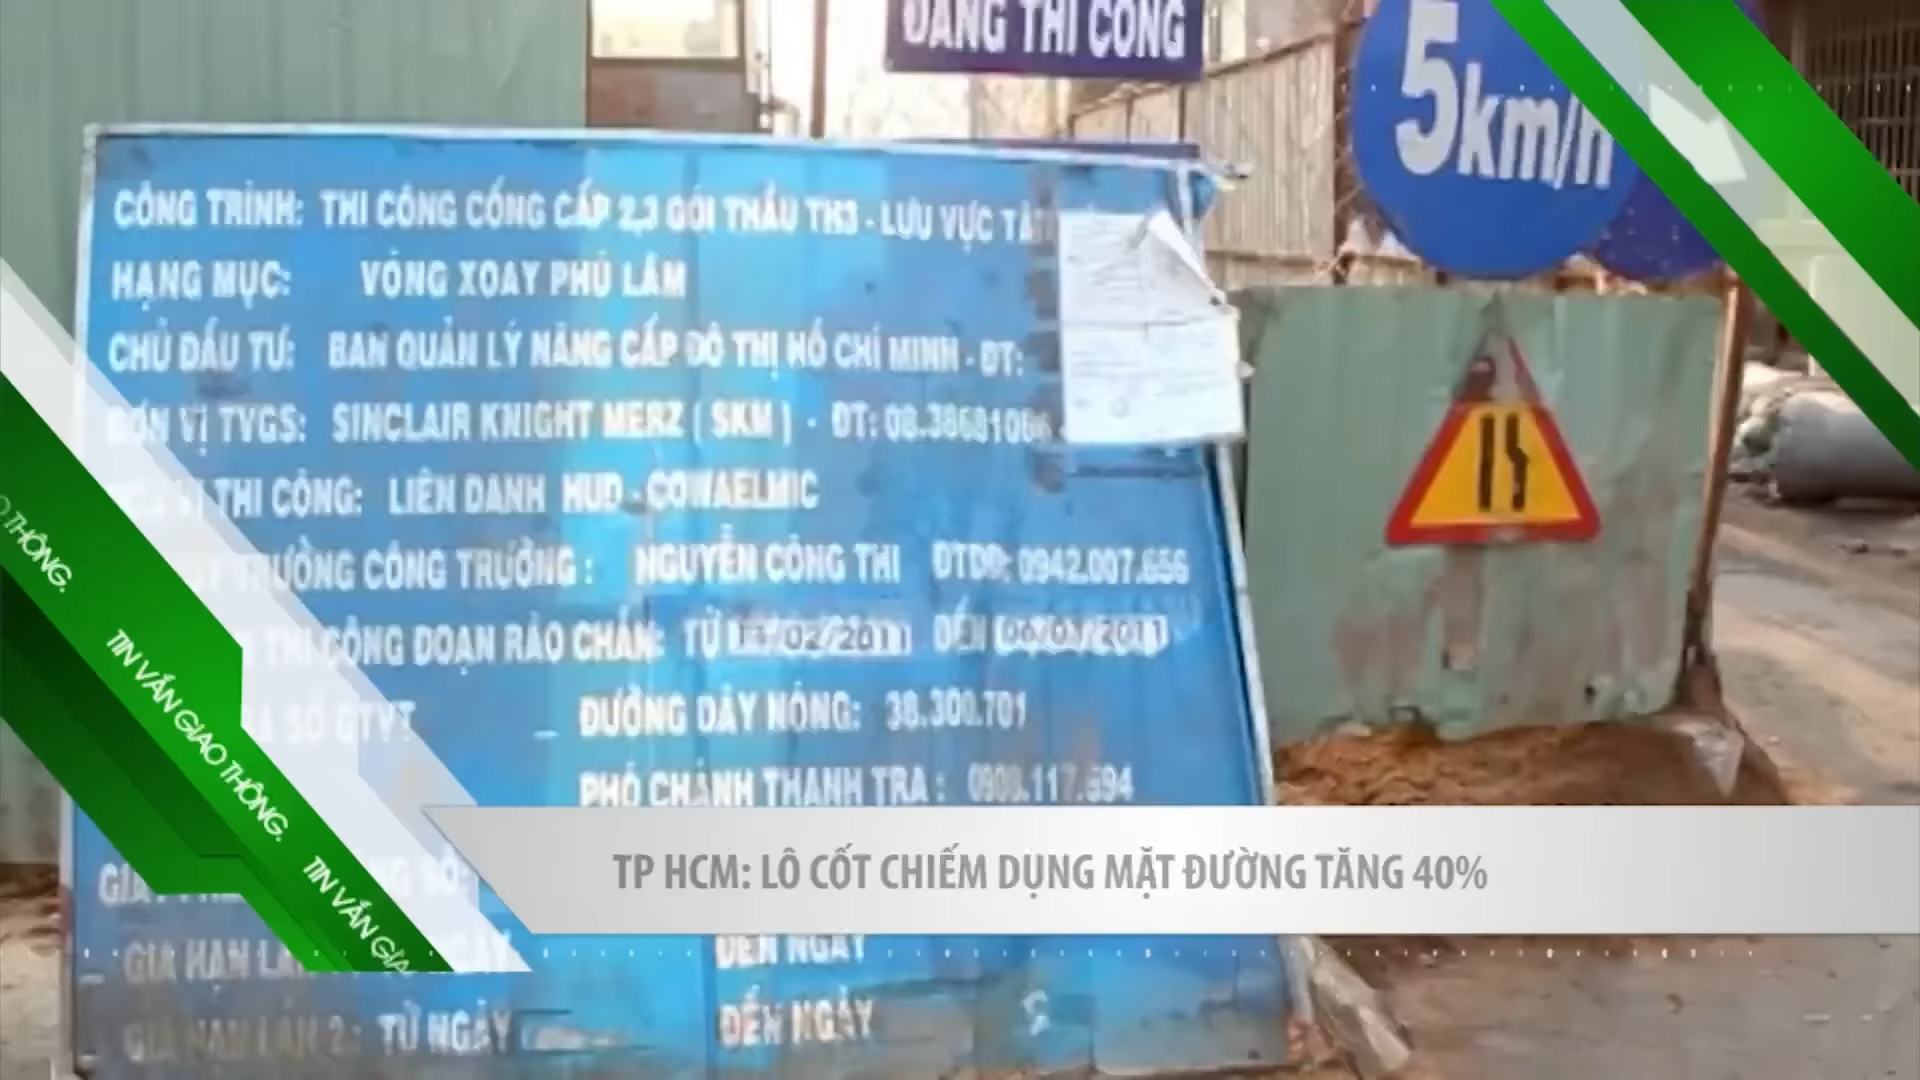 ĐANG THI CÔNG
5km/h
CÔNG TRÌNH: THI CÔNG CỐNG CẤP 2,3 GÓI THẦU TH3 - LƯU VỰC
HẠNG MỤC: VÒNG XOAY PHÚ LÂM
CHỦ ĐẦU TƯ: BAN QUẢN LÝ NÂNG CẤP ĐÔ THỊ HỒ CHÍ MINH - ĐT:
ĐƠN VỊ TVGS: SINCLAIR KNIGHT MERZ ( SKM ) - ĐT:
THI CÔNG: LIÊN DANH HUD - COWAELMIC
TRƯỞNG CÔNG TRƯỜNG: NGUYỄN CÔNG THI ĐTDĐ: 0942.007.656
THI CÔNG ĐOẠN RÀO CHẮN: TỪ ĐẾN
SỞ GTVT _ ĐƯỜNG DÂY NÓNG: 38.300.701
PHÓ CHÁNH THANH TRA :
TP HCM: LÔ CỐT CHIẾM DỤNG MẶT ĐƯỜNG TĂNG 40%
_ GIA HẠN ĐẾN NGÀY
_ GIA HẠN LẦN 2: TỪ NGÀY ĐẾN NGÀY
THÔNG.
TIN VẮN GIAO THÔNG.
TIN VẮN